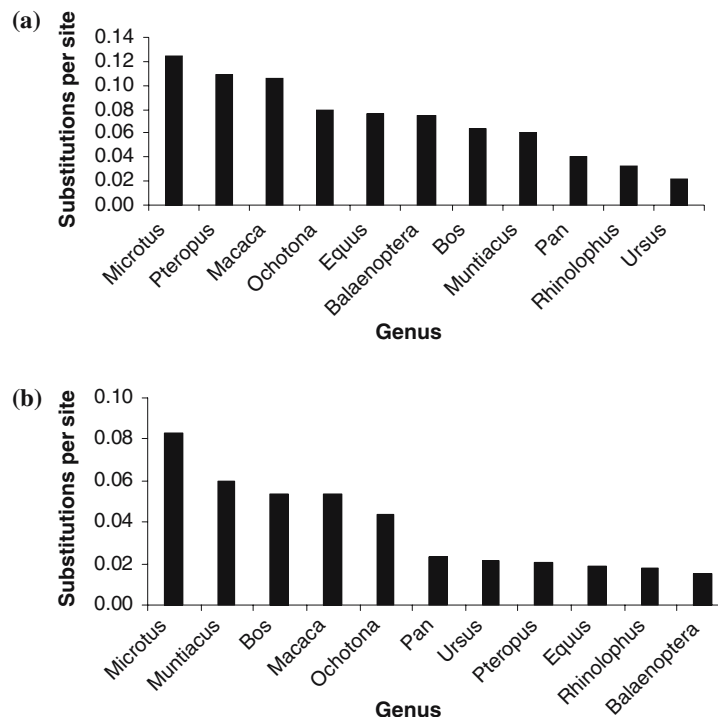 (a)
Substitutions per site
0.14
0.12
0.10
0.08
0.06
0.04
0.02
0.00
Microtus
Pteropus
Macaca
Ochotona
Equus
Balaenoptera
Bos
Muntiacus
Pan
Rhinolophus
Ursus
Genus
(b)
Substitutions per site
0.10
0.08
0.06
0.04
0.02
0.00
Microtus
Muntiacus
Bos
Macaca
Ochotona
Pan
Ursus
Pteropus
Equus
Rhinolophus
Balaenoptera
Genus